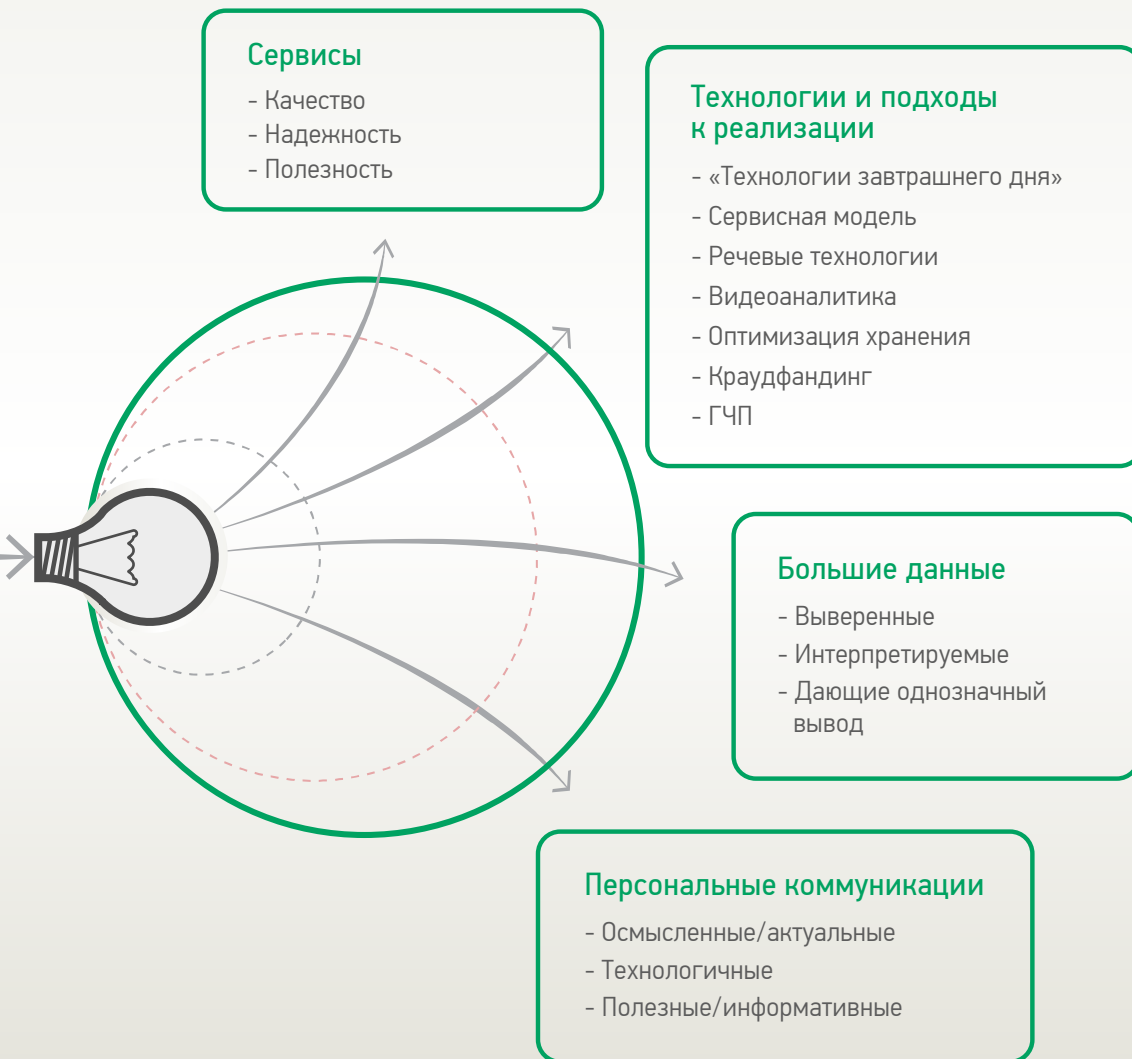 Сервисы
- Качество
- Надежность
- Полезность
Технологии и подходы
к реализации
- «Технологии завтрашнего дня»
- Сервисная модель
- Речевые технологии
- Видеоаналитика
- Оптимизация хранения
- Краудфандинг
- ГЧП
Большие данные
- Выверенные
- Интерпретируемые
- Дающие однозначный
вывод
Персональные коммуникации
- Осмысленные/актуальные
- Технологичные
- Полезные/информативные